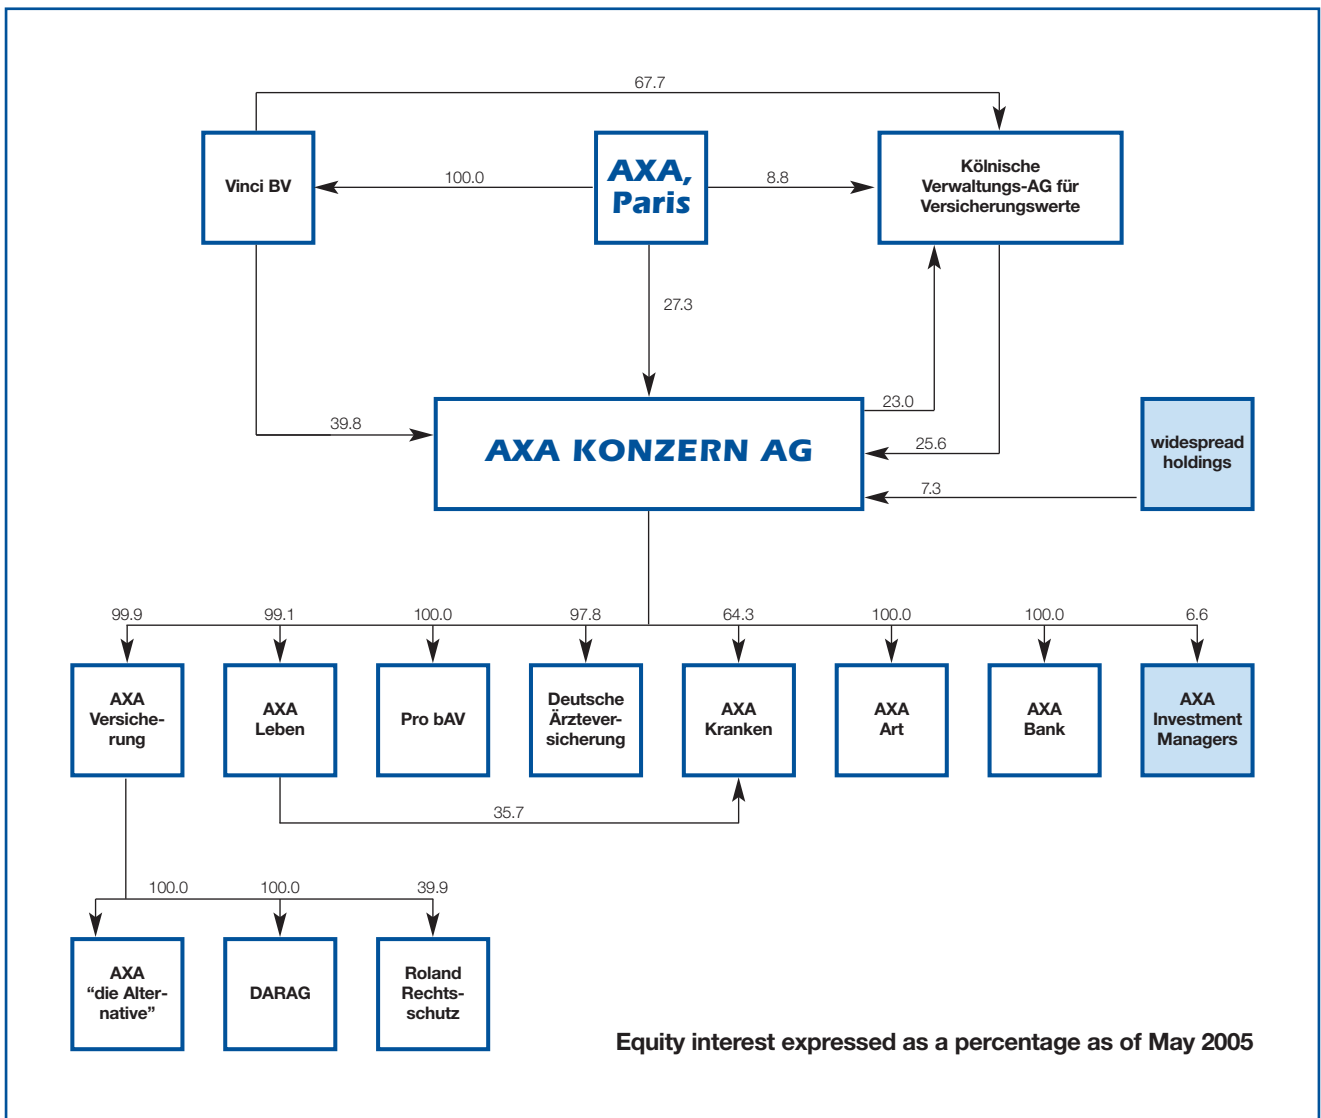 67.7
Vinci BV
100.0
AXA,
Paris
8.8
Kölnische
Verwaltungs-AG für
Versicherungswerte
27.3
39.8
AXA KONZERN AG
23.0
25.6
7.3
widespread
holdings
99.9
99.1
100.0
97.8
64.3
100.0
100.0
6.6
AXA
Versiche-
rung
AXA
Leben
Pro bAV
Deutsche
Ärztever-
sicherung
AXA
Kranken
AXA
Art
AXA
Bank
AXA
Investment
Managers
35.7
100.0
100.0
39.9
AXA
“die Alter-
native”
DARAG
Roland
Rechts-
schutz
Equity interest expressed as a percentage as of May 2005